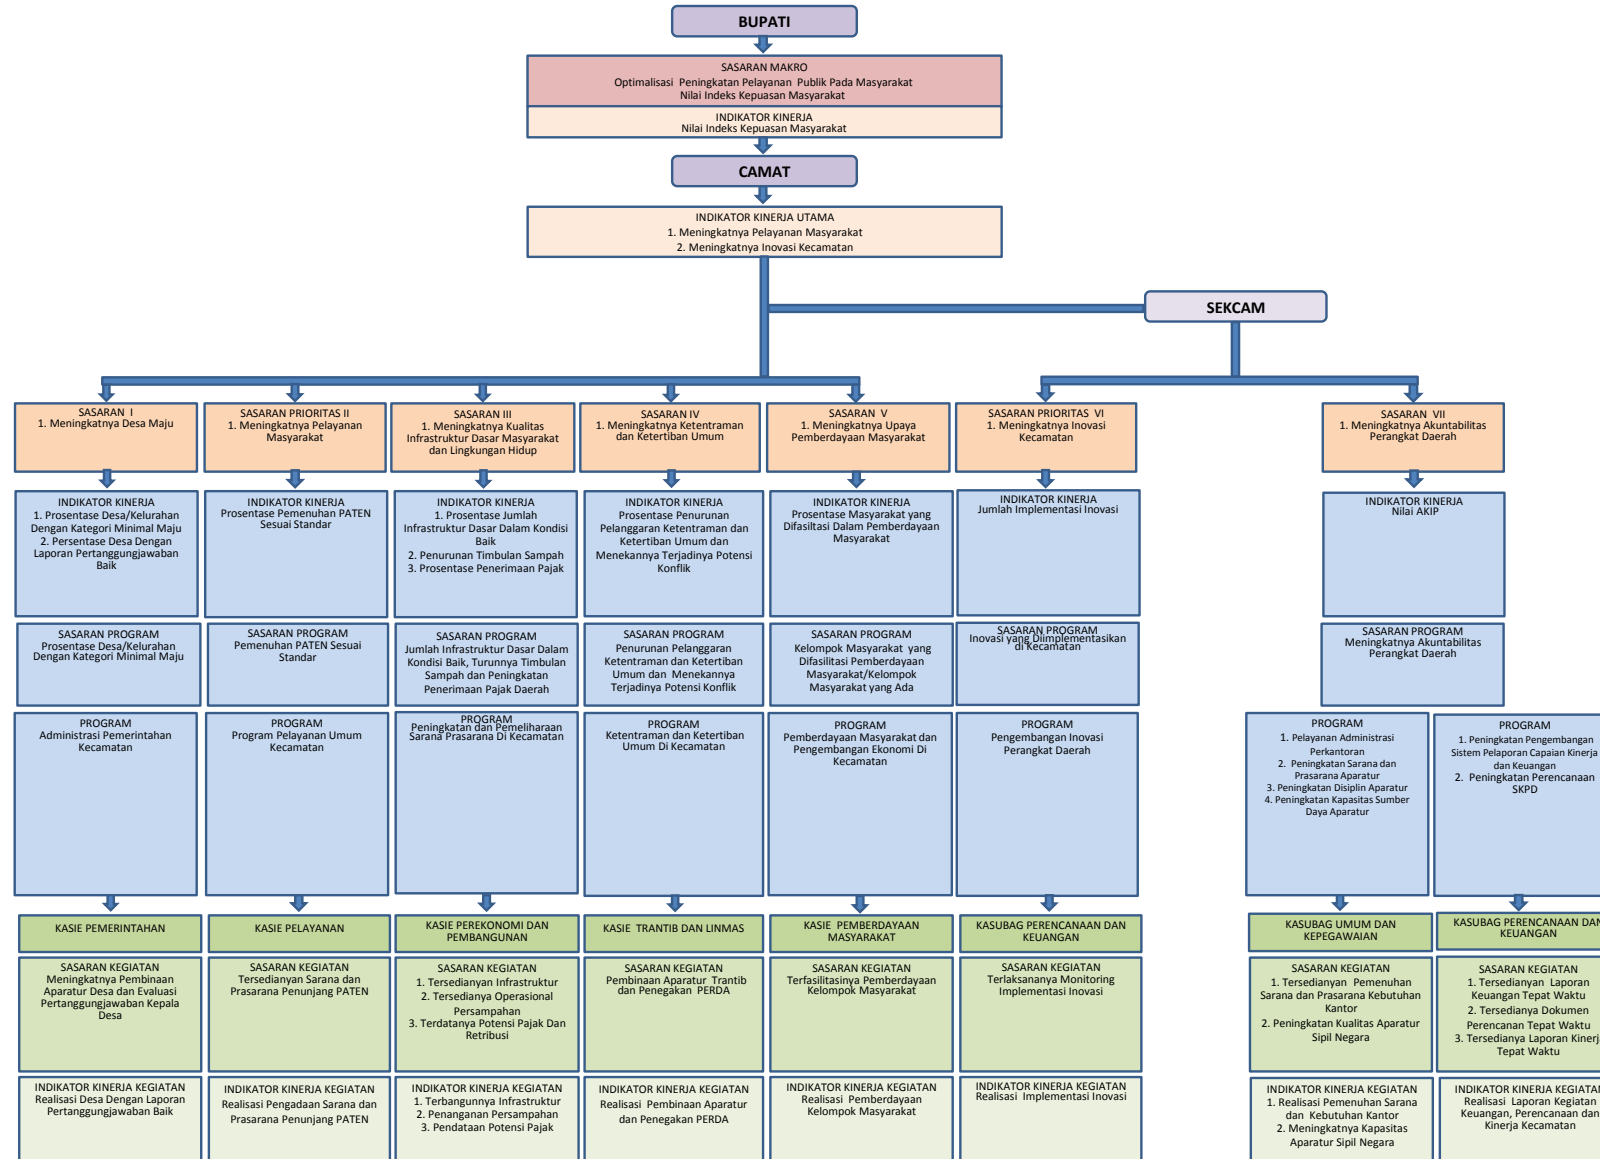 BUPATI
SASARAN MAKRO
Optimalisasi Peningkatan Pelayanan Publik Pada Masyarakat
Nilai Indeks Kepuasan Masyarakat
INDIKATOR KINERJA
Nilai Indeks Kepuasan Masyarakat
CAMAT
INDIKATOR KINERJA UTAMA
1. Meningkatnya Pelayanan Masyarakat
2. Meningkatnya Inovasi Kecamatan
SEKCAM
SASARAN I
1. Meningkatnya Desa Maju
SASARAN PRIORITAS II
1. Meningkatnya Pelayanan
Masyarakat
SASARAN III
1. Meningkatnya Kualitas
Infrastruktur Dasar Masyarakat
dan Lingkungan Hidup
SASARAN IV
1. Meningkatnya Ketentraman
dan Ketertiban Umum
SASARAN V
1. Meningkatnya Upaya
Pemberdayaan Masyarakat
SASARAN PRIORITAS VI
1. Meningkatnya Inovasi
Kecamatan
SASARAN VII
1. Meningkatnya Akuntabilitas
Perangkat Daerah
INDIKATOR KINERJA
1. Prosentase Desa/Kelurahan
Dengan Kategori Minimal Maju
2. Persentase Desa Dengan
Laporan Pertanggungjawaban
Baik
INDIKATOR KINERJA
Prosentase Pemenuhan PATEN
Sesuai Standar
INDIKATOR KINERJA
1. Prosentase Jumlah
Infrastruktur Dasar Dalam Kondisi
Baik
2. Penurunan Timbulan Sampah
3. Prosentase Penerimaan Pajak
INDIKATOR KINERJA
Prosentase Penurunan
Pelanggaran Ketentraman dan
Ketertiban Umum dan
Menekannya Terjadinya Potensi
Konflik
INDIKATOR KINERJA
Prosentase Masyarakat yang
Difasiltasi Dalam Pemberdayaan
Masyarakat
INDIKATOR KINERJA
Jumlah Implementasi Inovasi
INDIKATOR KINERJA
Nilai AKIP
SASARAN PROGRAM
Prosentase Desa/Kelurahan
Dengan Kategori Minimal Maju
SASARAN PROGRAM
Pemenuhan PATEN Sesuai
Standar
SASARAN PROGRAM
Jumlah Infrastruktur Dasar Dalam
Kondisi Baik, Turunnya Timbulan
Sampah dan Peningkatan
Penerimaan Pajak Daerah
SASARAN PROGRAM
Penurunan Pelanggaran
Ketentraman dan Ketertiban
Umum dan Menekannya
Terjadinya Potensi Konflik
SASARAN PROGRAM
Kelompok Masyarakat yang
Difasilitasi Pemberdayaan
Masyarakat/Kelompok
Masyarakat yang Ada
SASARAN PROGRAM
Inovasi yang Diimplementasikan
di Kecamatan
SASARAN PROGRAM
Meningkatnya Akuntabilitas
Perangkat Daerah
PROGRAM
Administrasi Pemerintahan
Kecamatan
PROGRAM
Program Pelayanan Umum
Kecamatan
PROGRAM
Peningkatan dan Pemeliharaan
Sarana Prasarana Di Kecamatan
PROGRAM
Ketentraman dan Ketertiban
Umum Di Kecamatan
PROGRAM
Pemberdayaan Masyarakat dan
Pengembangan Ekonomi Di
Kecamatan
PROGRAM
Pengembangan Inovasi
Perangkat Daerah
PROGRAM
1. Pelayanan Administrasi
Perkantoran
2. Peningkatan Sarana dan
Prasarana Aparatur
3. Peningkatan Disiplin Aparatur
4. Peningkatan Kapasitas Sumber
Daya Aparatur
PROGRAM
1. Peningkatan Pengembangan
Sistem Pelaporan Capaian Kinerja
dan Keuangan
2. Peningkatan Perencanaan
SKPD
KASIE PEMERINTAHAN
KASIE PELAYANAN
KASIE PEREKONOMI DAN
PEMBANGUNAN
KASIE TRANTIB DAN LINMAS
KASIE PEMBERDAYAAN
MASYARAKAT
KASUBAG PERENCANAAN DAN
KEUANGAN
KASUBAG UMUM DAN
KEPEGAWAIAN
KASUBAG PERENCANAAN DAN
KEUANGAN
SASARAN KEGIATAN
Meningkatnya Pembinaan
Aparatur Desa dan Evaluasi
Pertanggungjawaban Kepala
Desa
SASARAN KEGIATAN
Tersedianyan Sarana dan
Prasarana Penunjang PATEN
SASARAN KEGIATAN
1. Tersedianyan Infrastruktur
2. Tersedianya Operasional
Persampahan
3. Terdatanya Potensi Pajak Dan
Retribusi
SASARAN KEGIATAN
Pembinaan Aparatur Trantib
dan Penegakan PERDA
SASARAN KEGIATAN
Terfasilitasinya Pemberdayaan
Kelompok Masyarakat
SASARAN KEGIATAN
Terlaksananya Monitoring
Implementasi Inovasi
SASARAN KEGIATAN
1. Tersedianyan Pemenuhan
Sarana dan Prasarana Kebutuhan
Kantor
2. Peningkatan Kualitas Aparatur
Sipil Negara
SASARAN KEGIATAN
1. Tersedianyan Laporan
Keuangan Tepat Waktu
2. Tersedianya Dokumen
Perencanan Tepat Waktu
3. Tersedianya Laporan Kinerja
Tepat Waktu
INDIKATOR KINERJA KEGIATAN
Realisasi Desa Dengan Laporan
Pertanggungjawaban Baik
INDIKATOR KINERJA KEGIATAN
Realisasi Pengadaan Sarana dan
Prasarana Penunjang PATEN
INDIKATOR KINERJA KEGIATAN
1. Terbangunnya Infrastruktur
2. Penanganan Persampahan
3. Pendataan Potensi Pajak
INDIKATOR KINERJA KEGIATAN
Realisasi Pembinaan Aparatur
dan Penegakan PERDA
INDIKATOR KINERJA KEGIATAN
Realisasi Pemberdayaan
Kelompok Masyarakat
INDIKATOR KINERJA KEGIATAN
Realisasi Implementasi Inovasi
INDIKATOR KINERJA KEGIATAN
1. Realisasi Pemenuhan Sarana
dan Kebutuhan Kantor
2. Meningkatnya Kapasitas
Aparatur Sipil Negara
INDIKATOR KINERJA KEGIATAN
Realisasi Laporan Kegiatan
Keuangan, Perencanaan dan
Kinerja Kecamatan